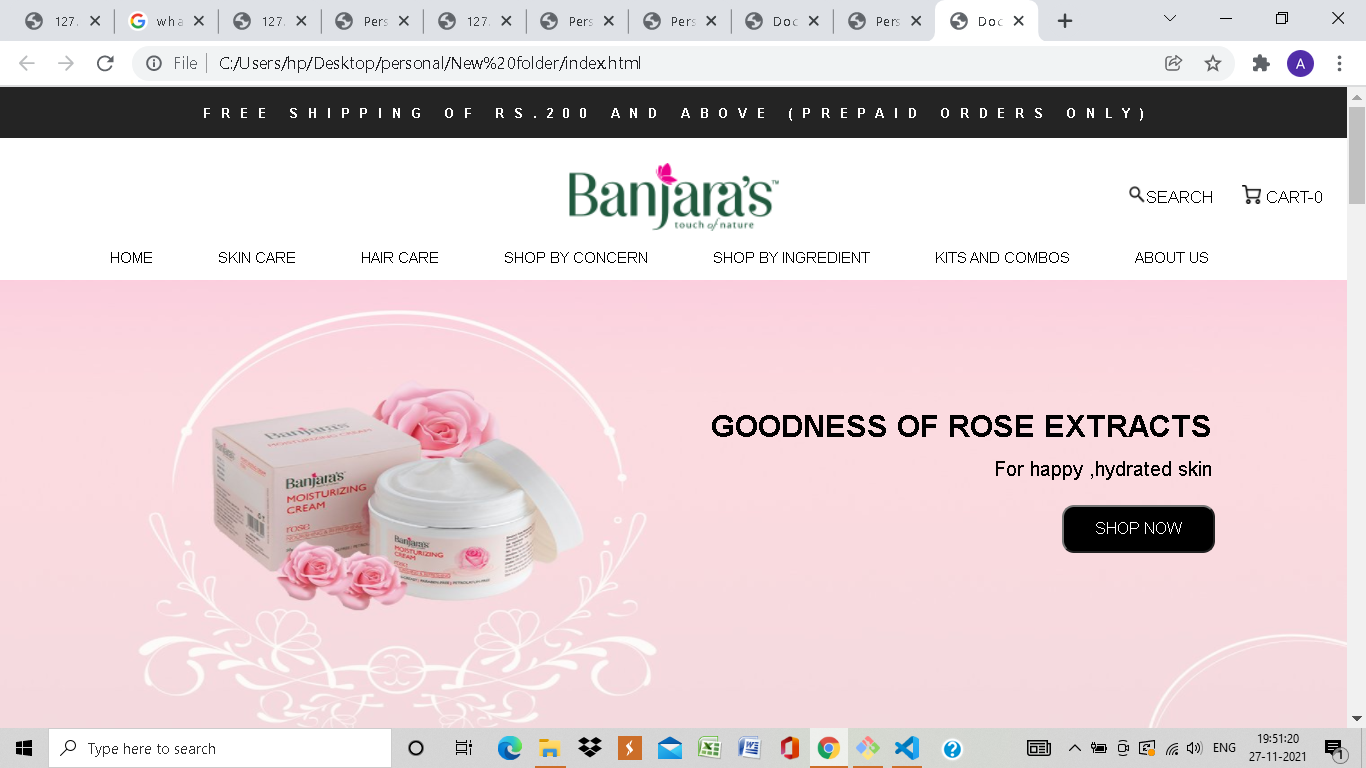 127. wha 127. Pers 127. Pers Pers Doc Pers Doc
File C:/Users/hp/Desktop/personal/New%20folder/index.html A
FREE SHIPPING OF RS.200 AND ABOVE (PREPAID ORDERS ONLY)
Banjara's™
touch of nature
SEARCH CART-0
HOME SKIN CARE HAIR CARE SHOP BY CONCERN SHOP BY INGREDIENT KITS AND COMBOS ABOUT US
GOODNESS OF ROSE EXTRACTS
For happy ,hydrated skin
SHOP NOW
Banjara's
MOISTURIZING CREAM
Banjara's
MOISTURIZING
CREAM
rose
Banjara's
MOISTURIZING
CREAM
Type here to search
ENG
19:51:20
27-11-2021
1